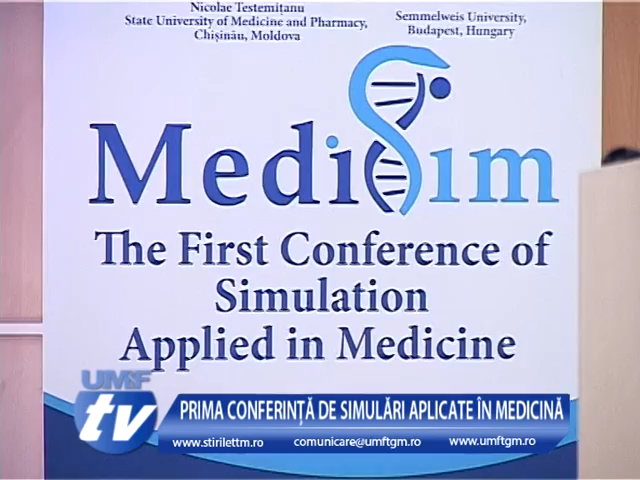 Nicolae Testemițanu
State University of Medicine and Pharmacy,
Chișinău, Moldova
Semmelweis University,
Budapest, Hungary
MediSim
The First Conference of
Simulation
Applied in Medicine
UMF
tv
PRIMA CONFERINȚĂ DE SIMULĂRI APLICATE ÎN MEDICINĂ
www.stirilettm.ro comunicare@umftgm.ro www.umftgm.ro